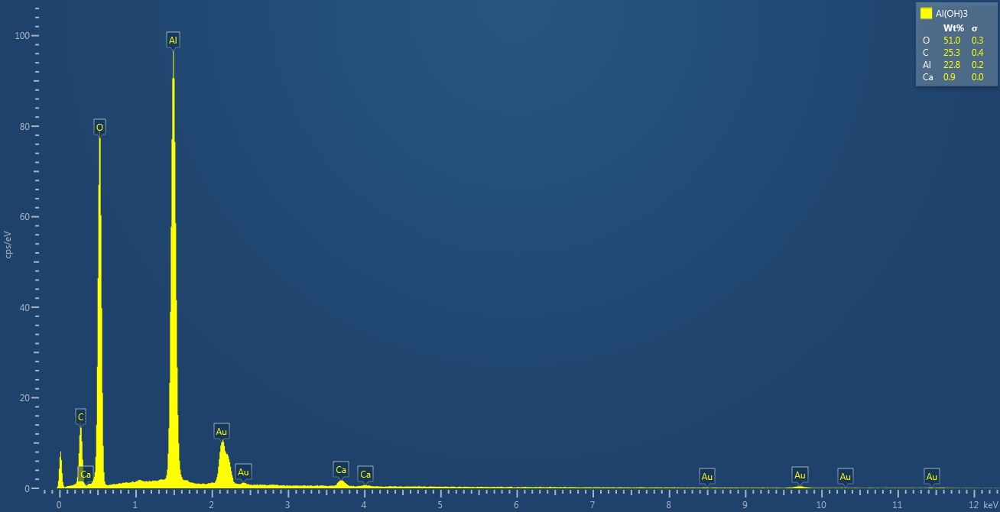 Al(OH)3
Wt% σ
O 51.0 0.3
C 25.3 0.4
Al 22.8 0.2
Ca 0.9 0.0
100
80
60
40
20
0
cps/eV
Al
O
C
Ca
Au
Au
Ca
Ca
Au
Au
Au
Au
0 1 2 3 4 5 6 7 8 9 10 11 12 keV